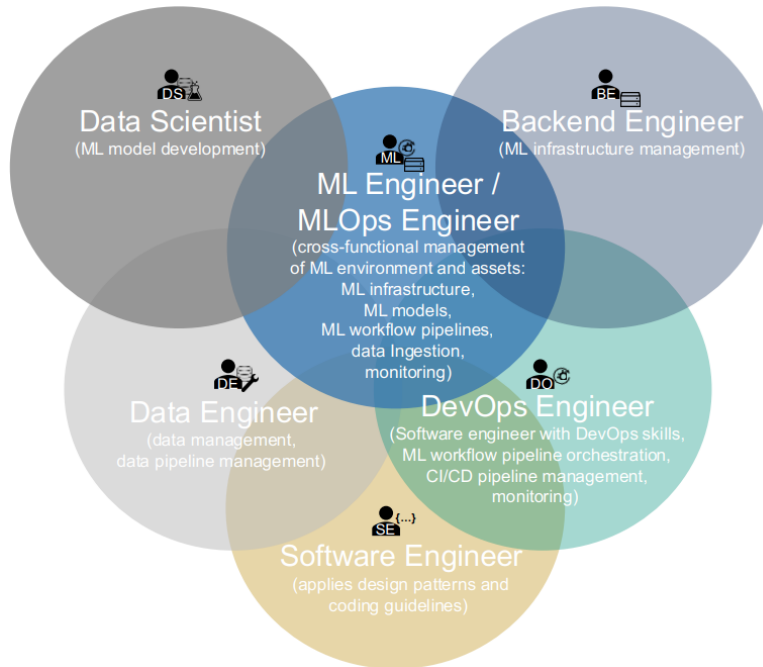 DS
Data Scientist
(ML model development)
BE
Backend Engineer
(ML infrastructure management)
ML
ML Engineer /
MLOps Engineer
(cross-functional management
of ML environment and assets:
ML infrastructure,
ML models,
ML workflow pipelines,
data Ingestion,
monitoring)
DE
Data Engineer
(data management,
data pipeline management)
DO
DevOps Engineer
(Software engineer with DevOps skills,
ML workflow pipeline orchestration,
CI/CD pipeline management,
monitoring)
{...}
SE
Software Engineer
(applies design patterns and
coding guidelines)